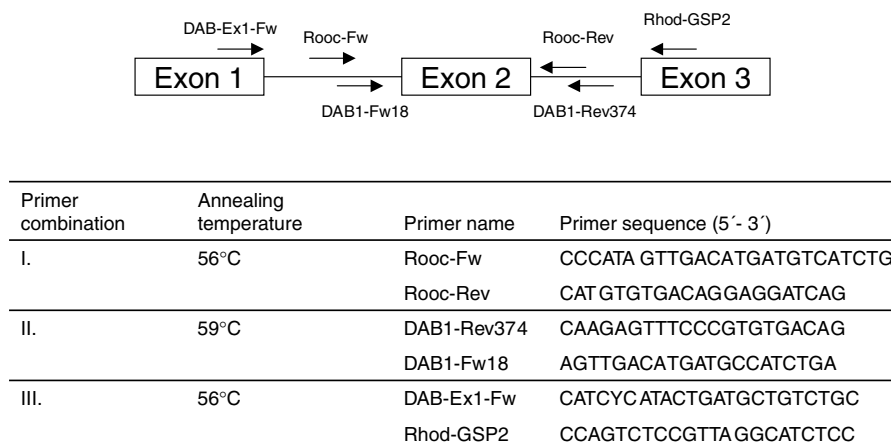 DAB-Ex1-Fw
Rooc-Fw
Rooc-Rev
Rhod-GSP2
Exon 1
Exon 2
Exon 3
DAB1-Fw18
DAB1-Rev374
Primer combination
Annealing temperature
Primer name
Primer sequence (5´- 3´)
I. 56°C Rooc-Fw CCCATA GTTGACATGATGTCATCTG
Rooc-Rev CAT GTGTGACAGGAGGATCAG
II. 59°C DAB1-Rev374 CAAGAGTTTCCCGTGTGACAG
DAB1-Fw18 AGTTGACATGATGCCATCTGA
III. 56°C DAB-Ex1-Fw CATCYC ATACTGATGCTGTCTGC
Rhod-GSP2 CCAGTCTCCGTTA GGCATCTCC